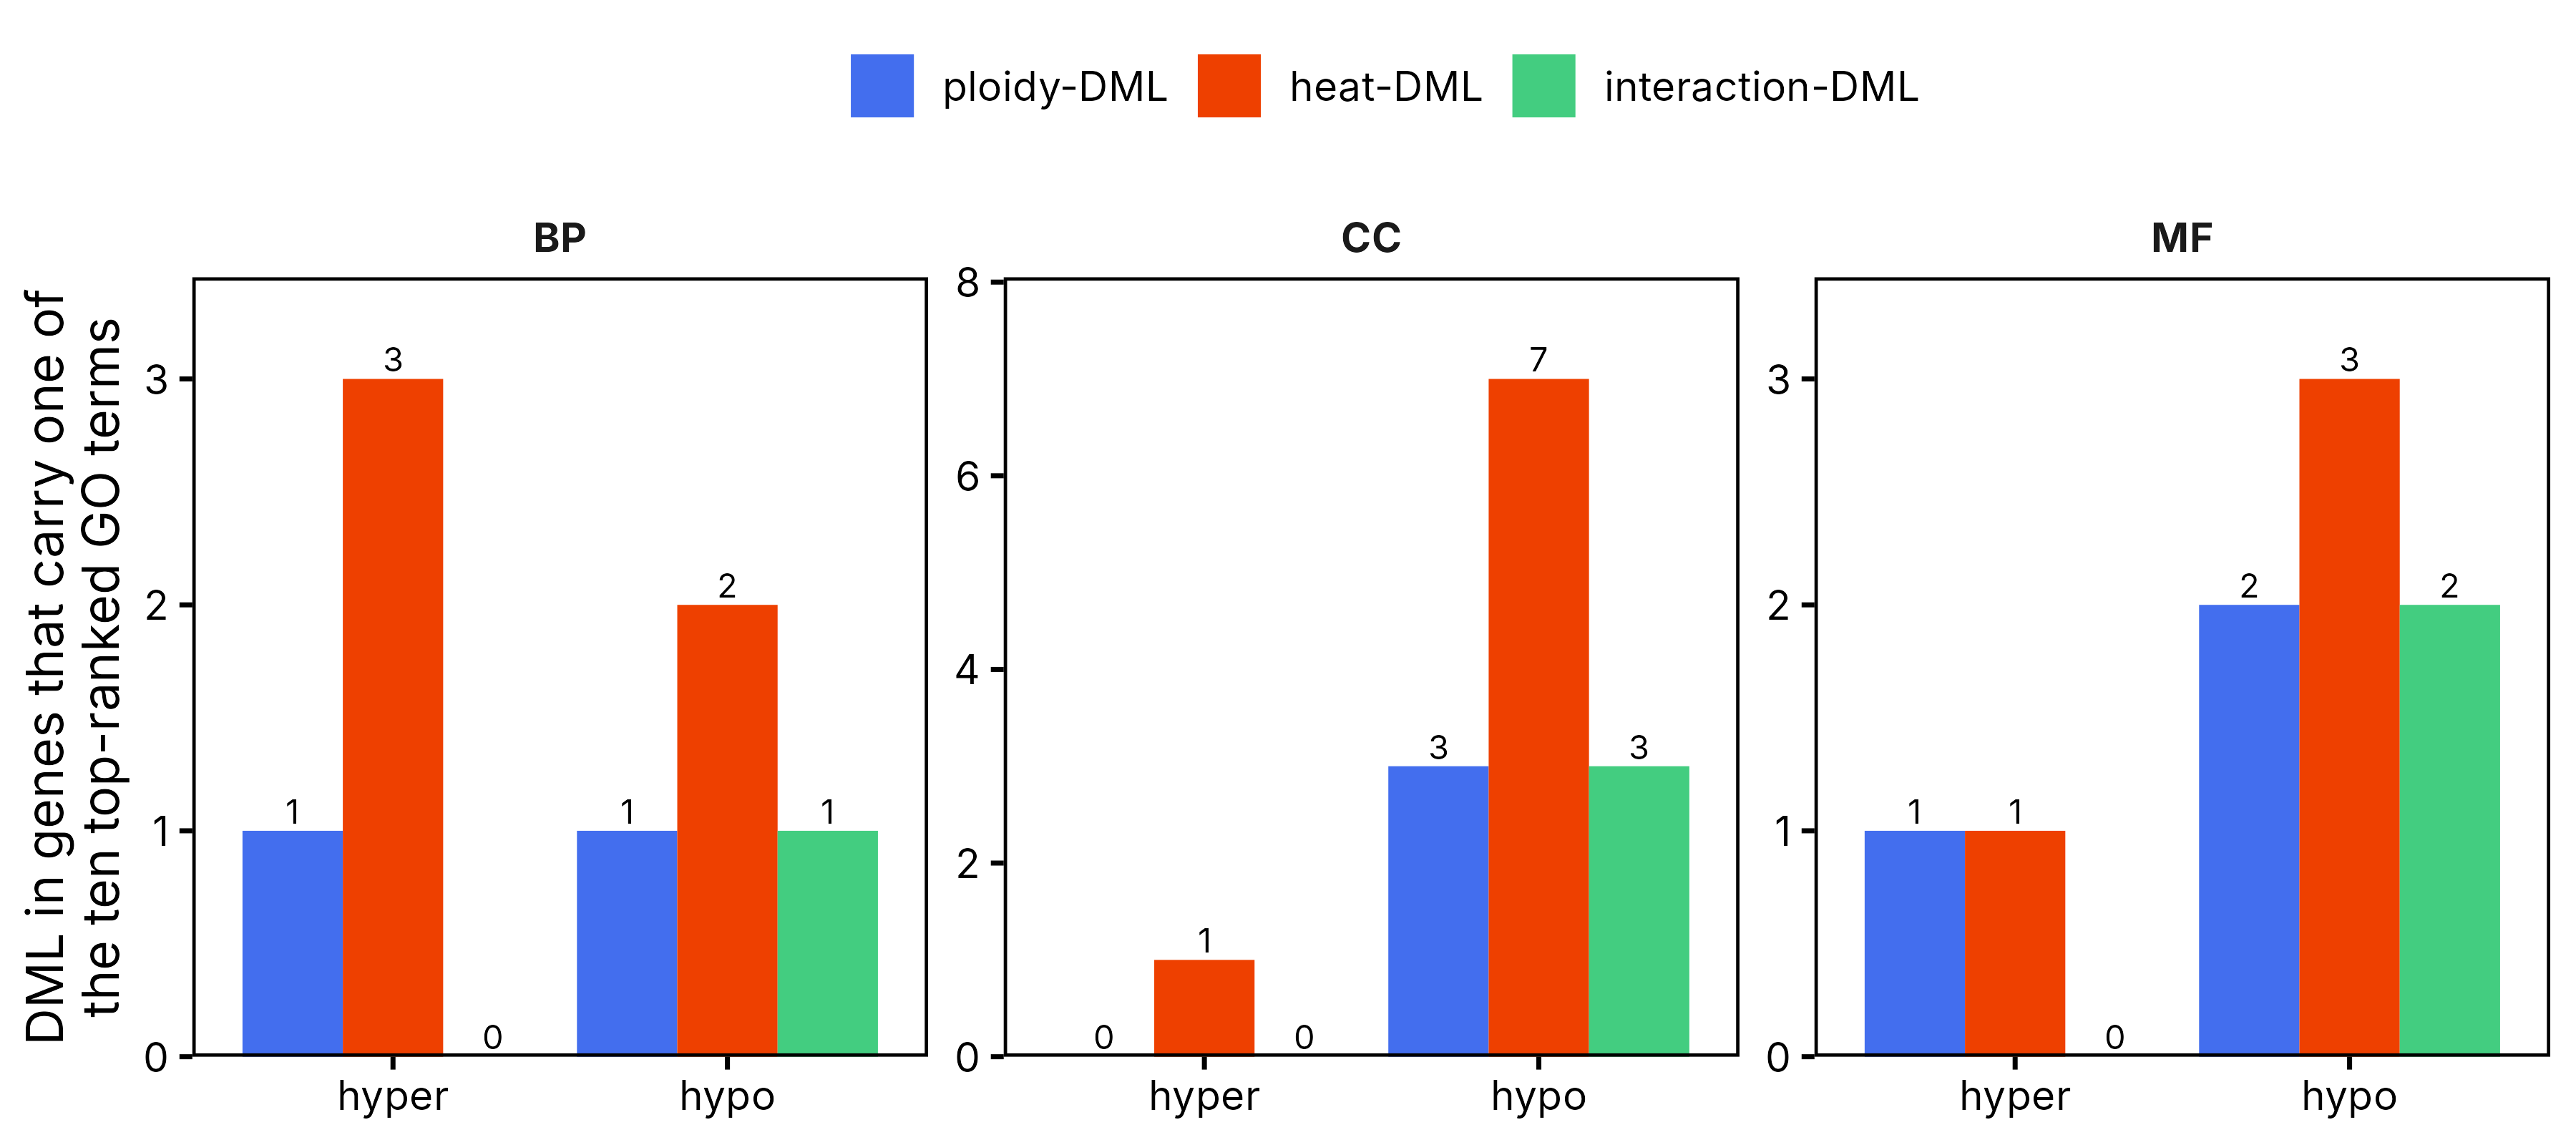 ploidy-DML heat-DML interaction-DML
DML in genes that carry one of
the ten top-ranked GO terms
BP
3
2
1
0
1
3
0
1
2
1
hyper
hypo
CC
8
6
4
2
0
0
1
0
3
7
3
hyper
hypo
MF
3
2
1
0
1
1
0
2
3
2
hyper
hypo